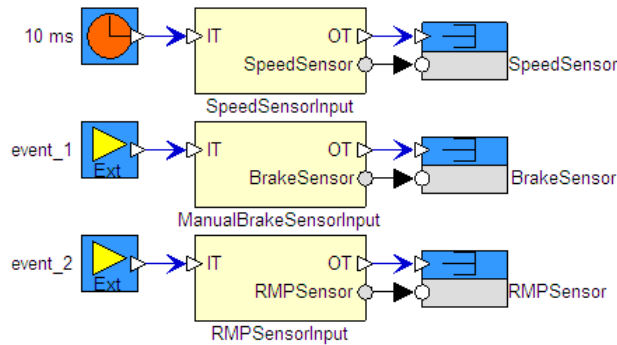 10 ms IT OT
SpeedSensor SpeedSensor
SpeedSensorInput
event_1 Ext IT OT
BrakeSensor BrakeSensor
ManualBrakeSensorInput
event_2 Ext IT OT
RMPSensor RMPSensor
RMPSensorInput